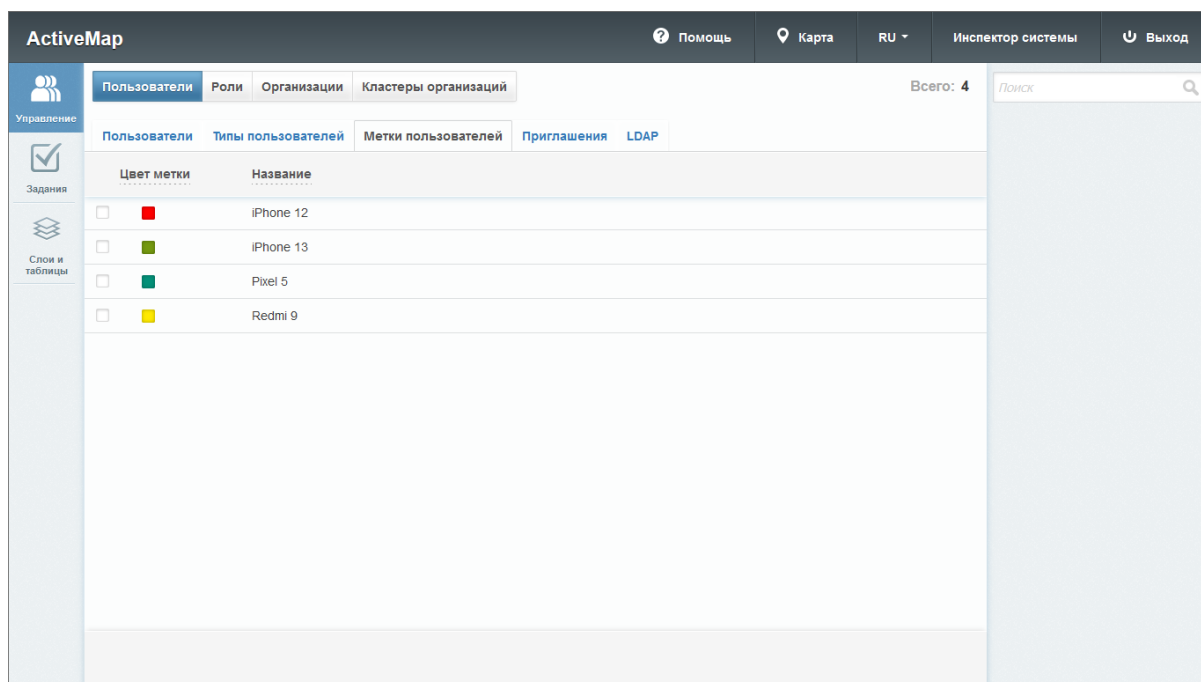 ActiveMap
Помощь
Карта
RU
Инспектор системы
Выход
Управление
Задания
Слои и
таблицы
Пользователи Роли Организации Кластеры организаций
Всего: 4
Поиск
Пользователи Типы пользователей Метки пользователей Приглашения LDAP
Цвет метки Название
iPhone 12
iPhone 13
Pixel 5
Redmi 9